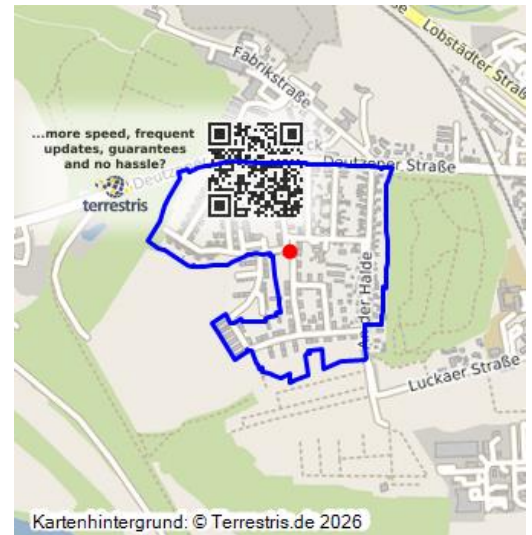 Lobstädter Straße
Fabrikstraße
...more speed, frequent
updates, guarantees
and no hassle?
terrestris
Deutzener Straße
An der Halde
Luckaer Straße
Kartenhintergrund: © Terrestris.de 2026